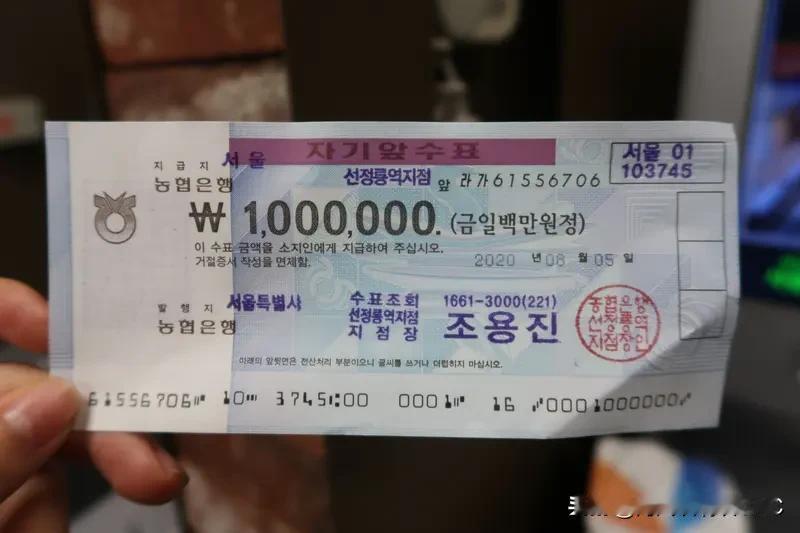 자기앞수표
지급지 서울
농협은행 선정릉역지점 앞 라가61556706
서울 01
103745
₩ 1,000,000. (금일백만원정)
이 수표 금액을 소지인에게 지급하여 주십시오.
거절증서 작성을 면제함.
2020 년 08 월 05 일
발행지 서울특별시
농협은행
수표조회 1661-3000(221)
선정릉역지점
지점장 조용진
농협은행
선정릉역
지점장인
이래의 앞뒷면은 전산처리 부분이오니 글씨를 쓰거나 더럽히지 마십시오.
61556706⑈ 10⑉ 3745⑆00 0001⑈ 16 ⑇0001000000⑇